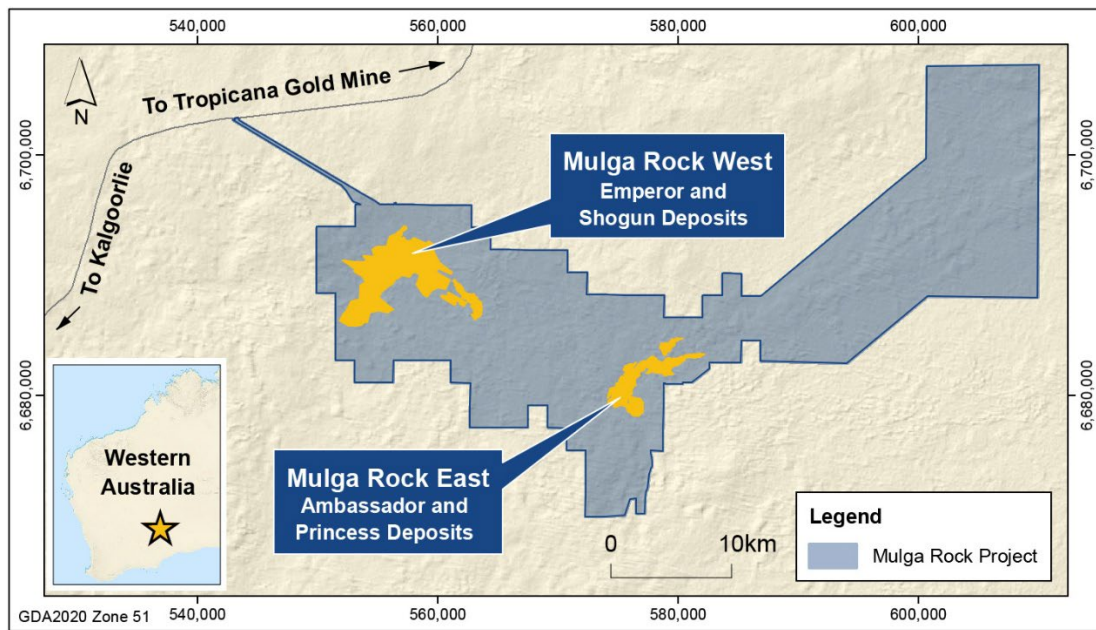 540,000
560,000
580,000
600,000
To Tropicana Gold Mine
N
6,700,000
6,700,000
To Kalgoorlie
Mulga Rock West
Emperor and
Shogun Deposits
6,680,000
6,680,000
Western
Australia
Mulga Rock East
Ambassador and
Princess Deposits
0 10km
Legend
Mulga Rock Project
GDA2020 Zone 51
540,000
560,000
580,000
600,000